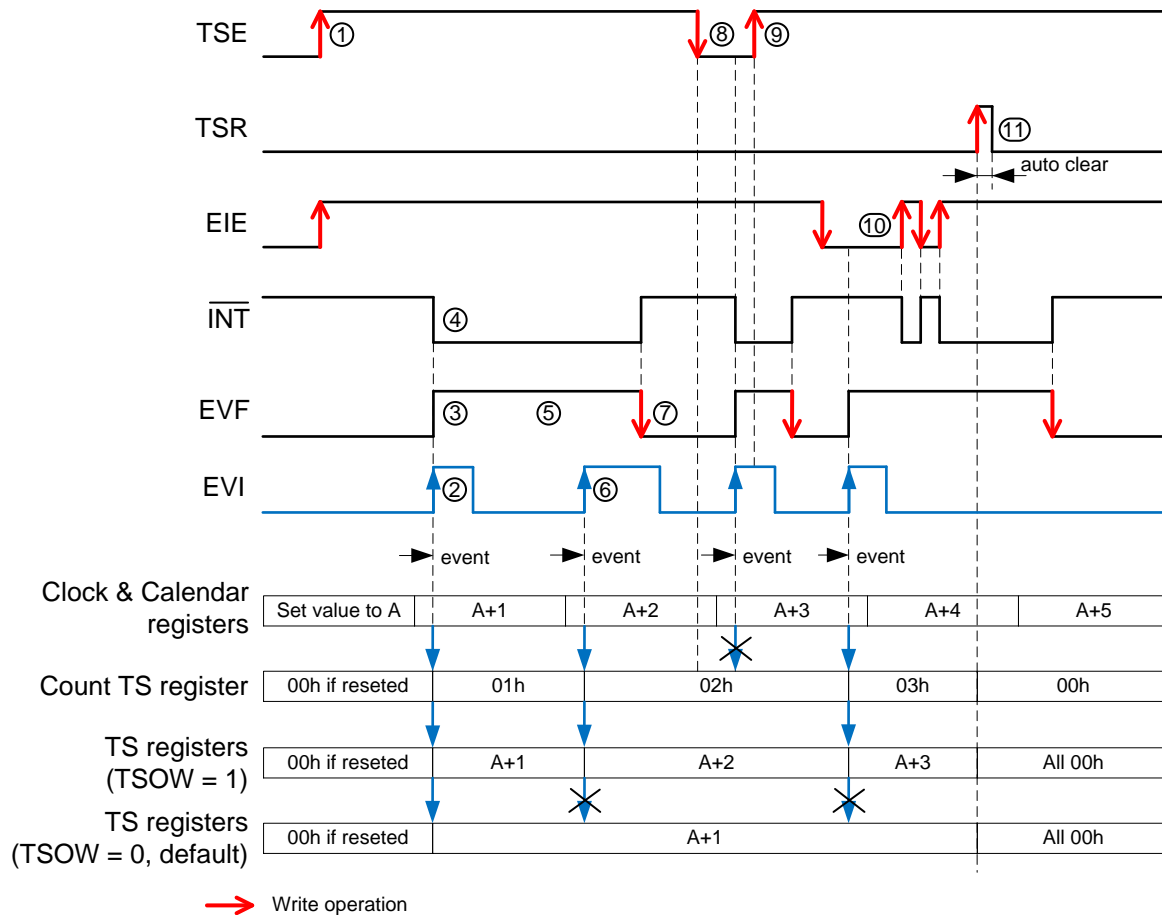 TSE ① ⑧ ⑨
TSR ⑪
auto clear
EIE ⑩
INT ④
EVF ③ ⑤ ⑦
EVI ② ⑥
event event event event
Clock & Calendar
registers
Set value to A A+1 A+2 A+3 A+4 A+5
Count TS register 00h if reseted 01h 02h 03h 00h
TS registers
(TSOW = 1)
00h if reseted A+1 A+2 A+3 All 00h
TS registers
(TSOW = 0, default)
00h if reseted A+1 All 00h
Write operation